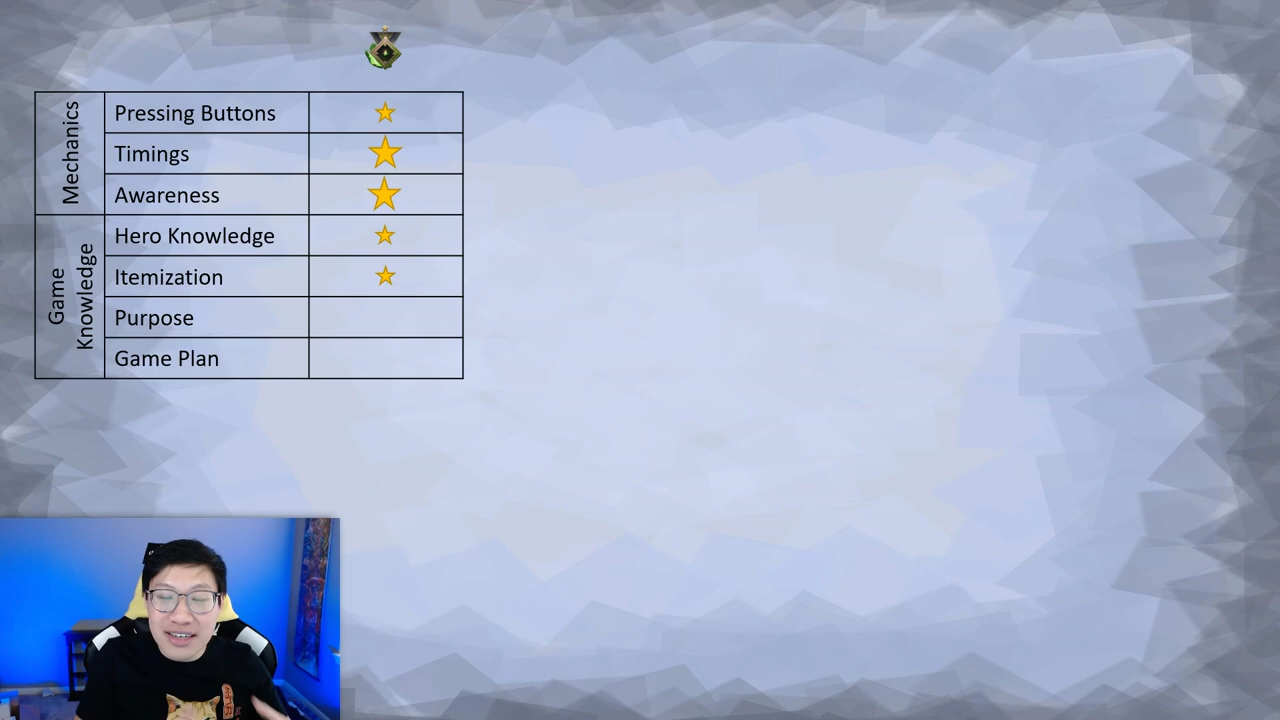 Mechanics
Pressing Buttons
Timings
Awareness
Game
Knowledge
Hero Knowledge
Itemization
Purpose
Game Plan